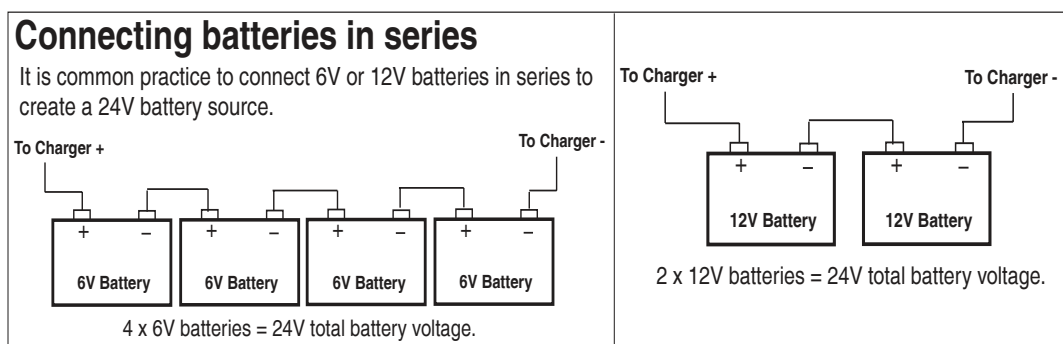 Connecting batteries in series
It is common practice to connect 6V or 12V batteries in series to
create a 24V battery source.
To Charger +
To Charger -
+ – + – + – + –
6V Battery 6V Battery 6V Battery 6V Battery
4 x 6V batteries = 24V total battery voltage.
To Charger +
To Charger -
+ – + –
12V Battery 12V Battery
2 x 12V batteries = 24V total battery voltage.